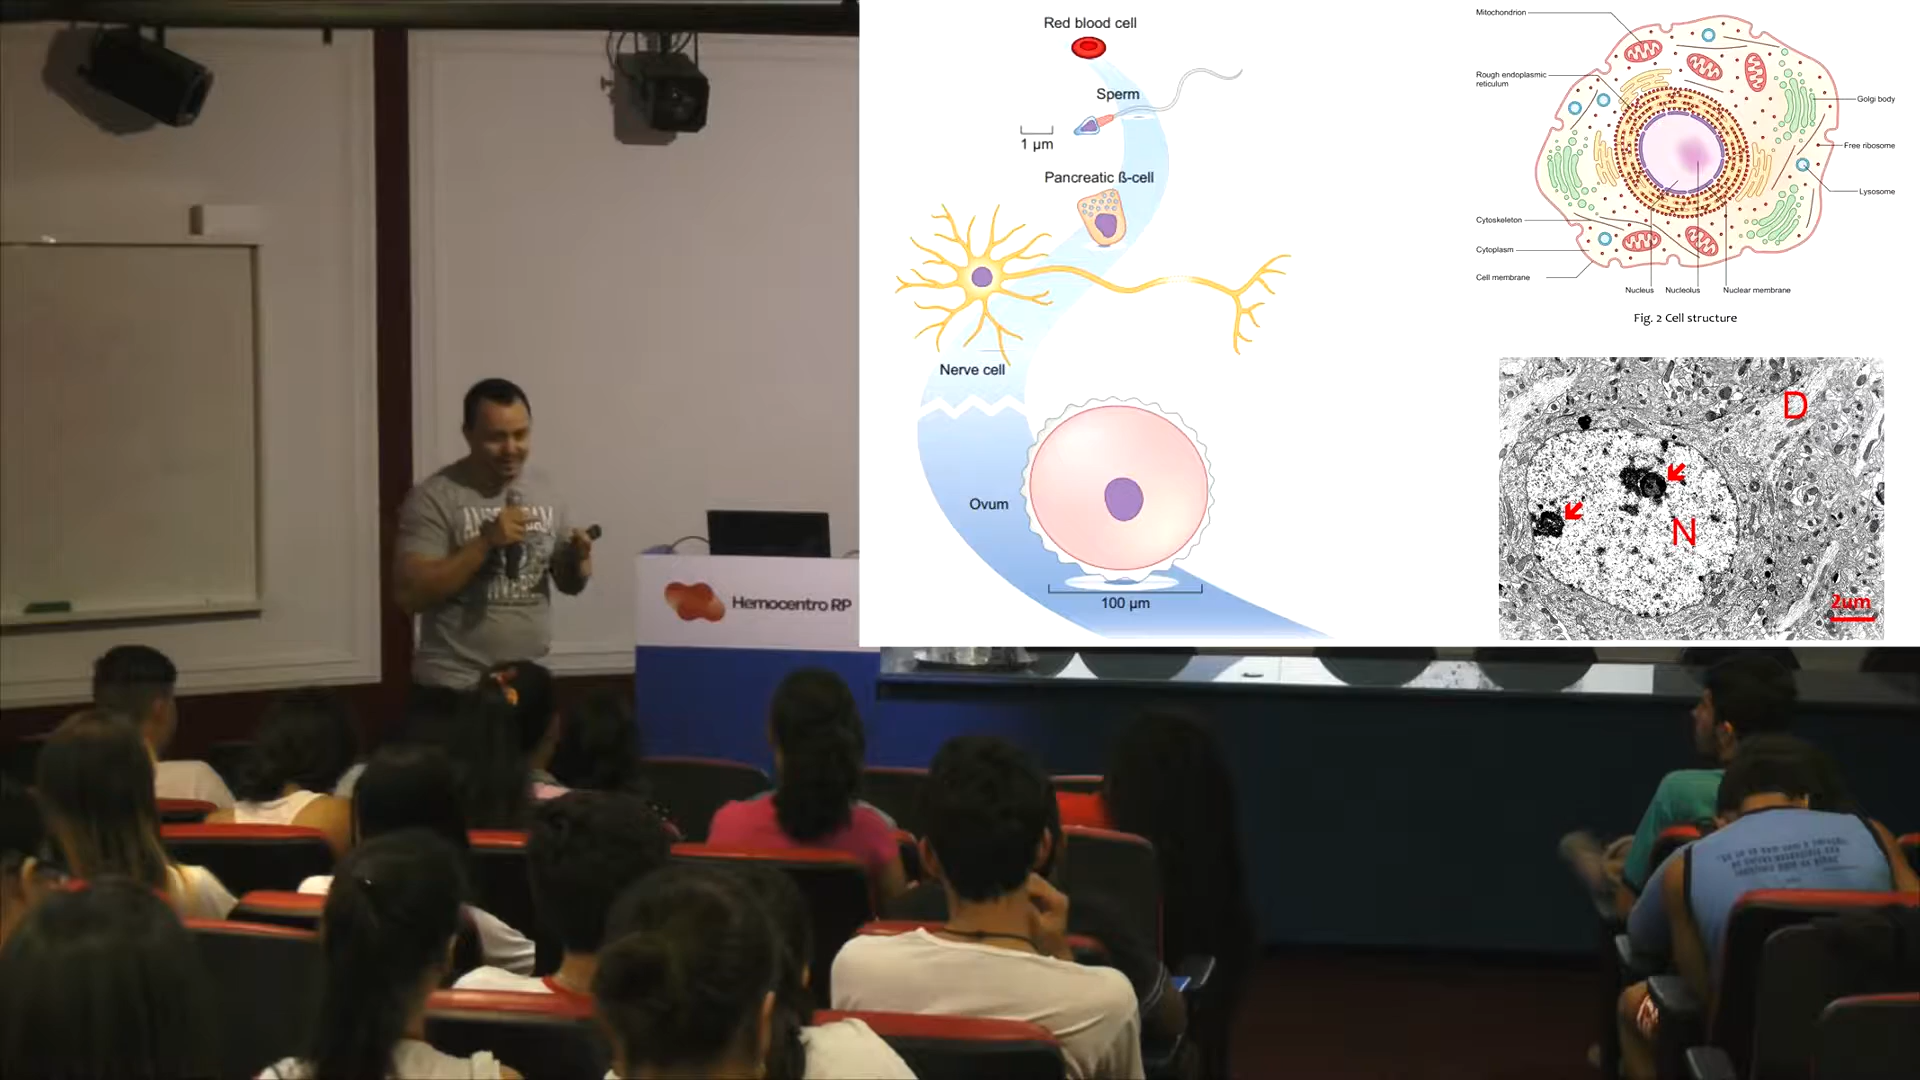 Red blood cell
Sperm
1 µm
Pancreatic ß-cell
Nerve cell
Ovum
100 µm
Mitochondrion
Rough endoplasmic
reticulum
Golgi body
Free ribosome
Lysosome
Cytoskeleton
Cytoplasm
Cell membrane
Nucleus
Nucleolus
Nuclear membrane
Fig. 2 Cell structure
D
N
2um
Hemocentro RP